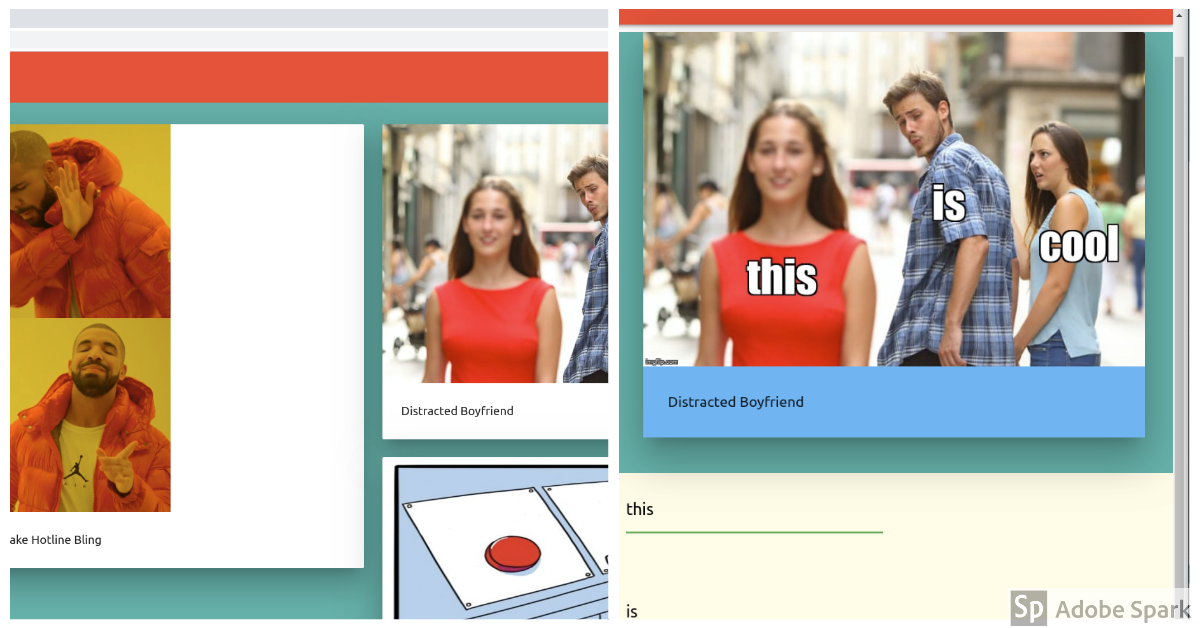 ake Hotline Bling
Distracted Boyfriend
this
is
cool
imgflip.com
Distracted Boyfriend
this
is
Sp Adobe Spark